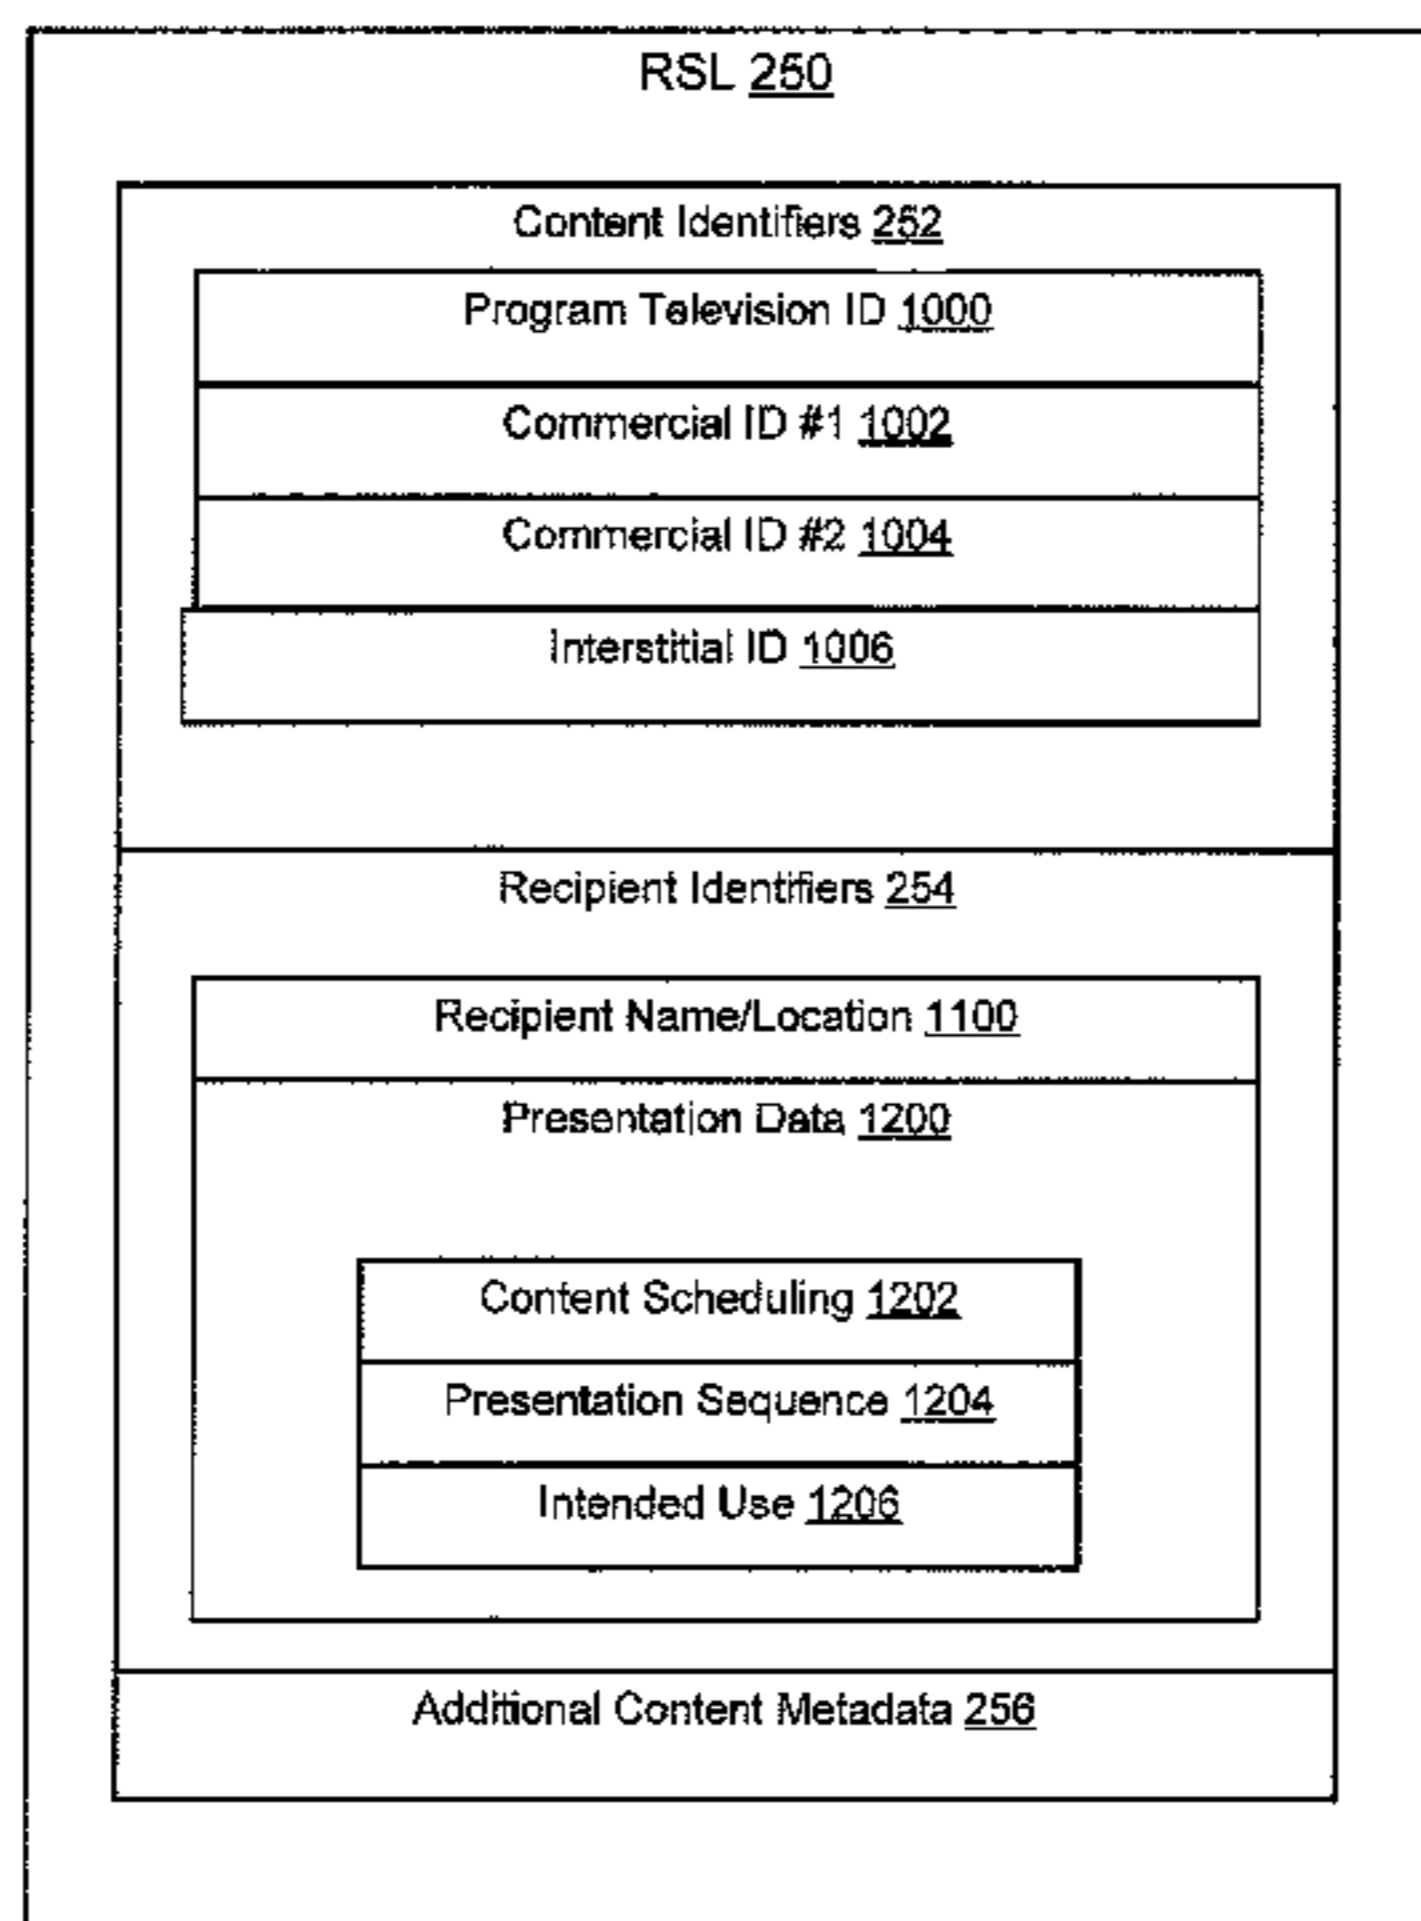 RSL 250
Content Identifiers 252
Program Television ID 1000
Commercial ID #1 1002
Commercial ID #2 1004
Interstitial ID 1006
Recipient Identifiers 254
Recipient Name/Location 1100
Presentation Data 1200
Content Scheduling 1202
Presentation Sequence 1204
Intended Use 1206
Additional Content Metadata 256